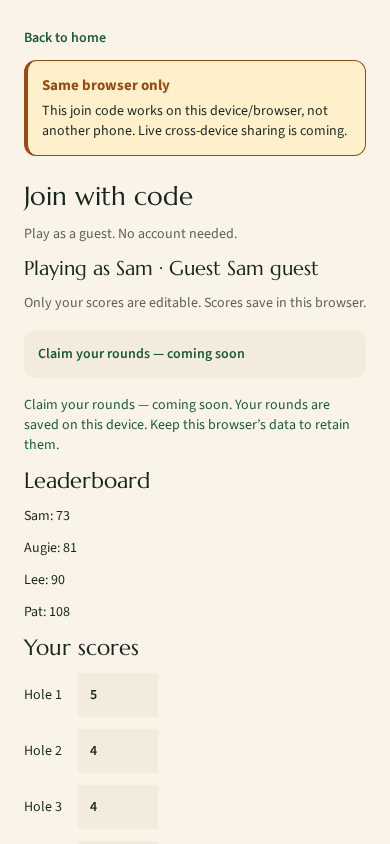 Back to home
Same browser only
This join code works on this device/browser, not
another phone. Live cross-device sharing is coming.
Join with code
Play as a guest. No account needed.
Playing as Sam · Guest Sam guest
Only your scores are editable. Scores save in this browser.
Claim your rounds — coming soon
Claim your rounds — coming soon. Your rounds are
saved on this device. Keep this browser’s data to retain
them.
Leaderboard
Sam: 73
Augie: 81
Lee: 90
Pat: 108
Your scores
Hole 1 5
Hole 2 4
Hole 3 4